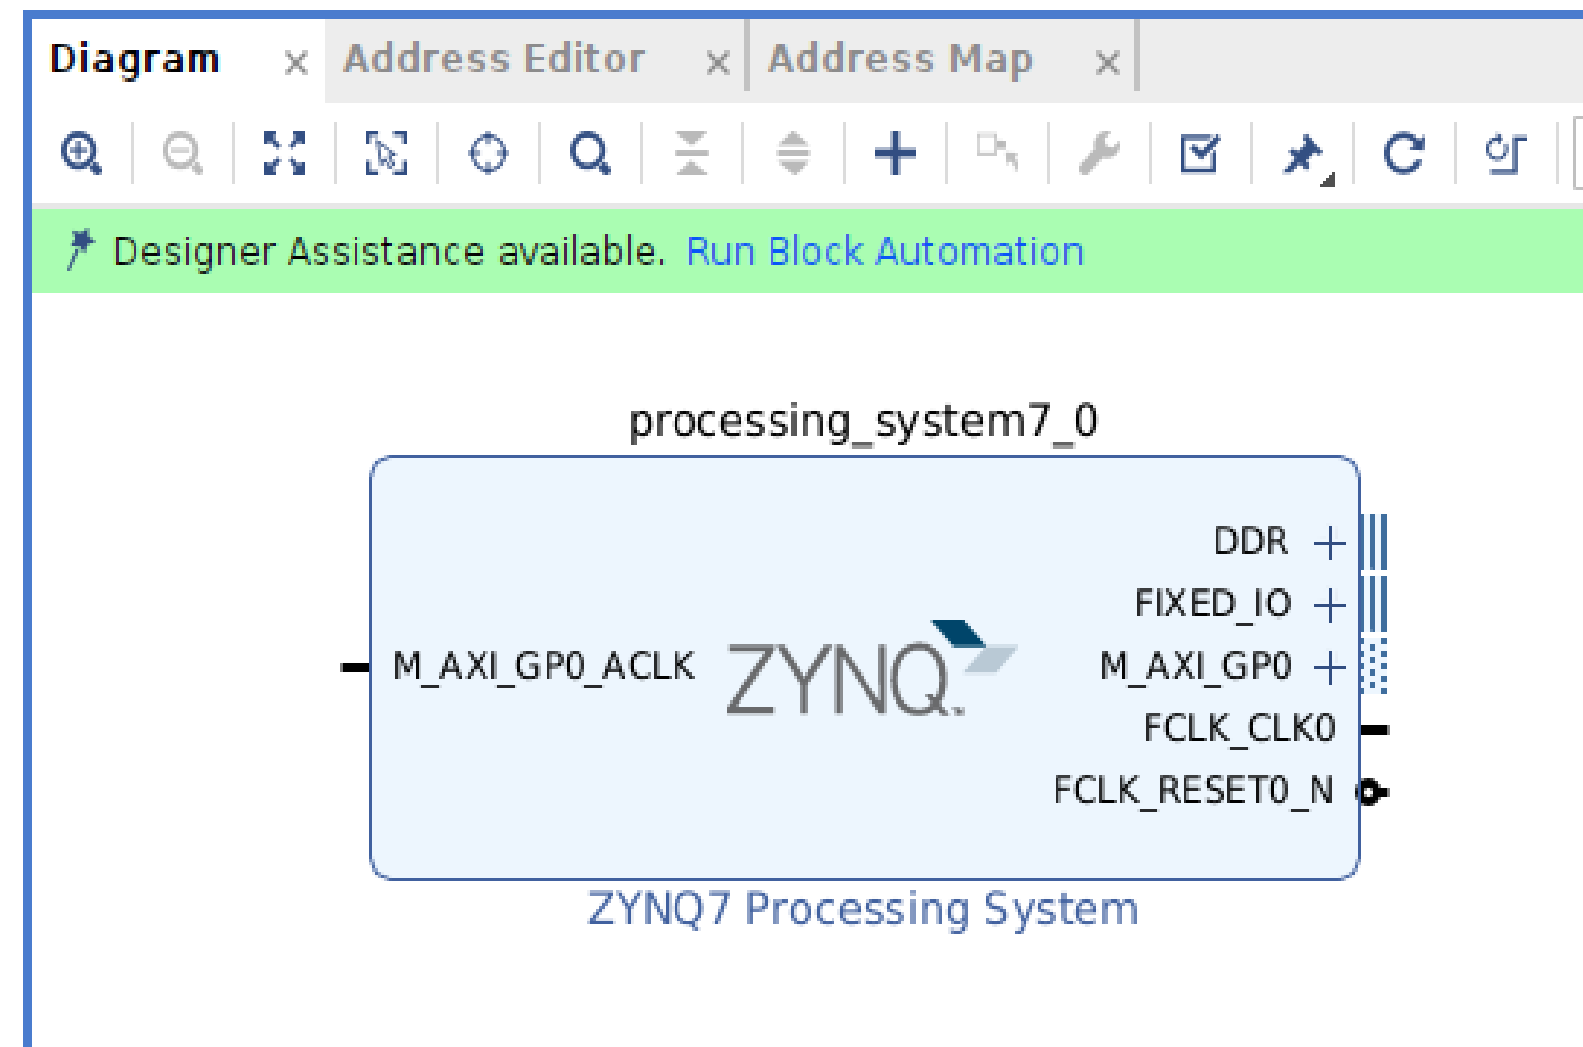 Diagram Address Editor Address Map
Designer Assistance available. Run Block Automation
processing_system7_0
DDR
FIXED_IO
M_AXI_GP0_ACLK ZYNQ M_AXI_GP0
FCLK_CLK0
FCLK_RESET0_N
ZYNQ7 Processing System